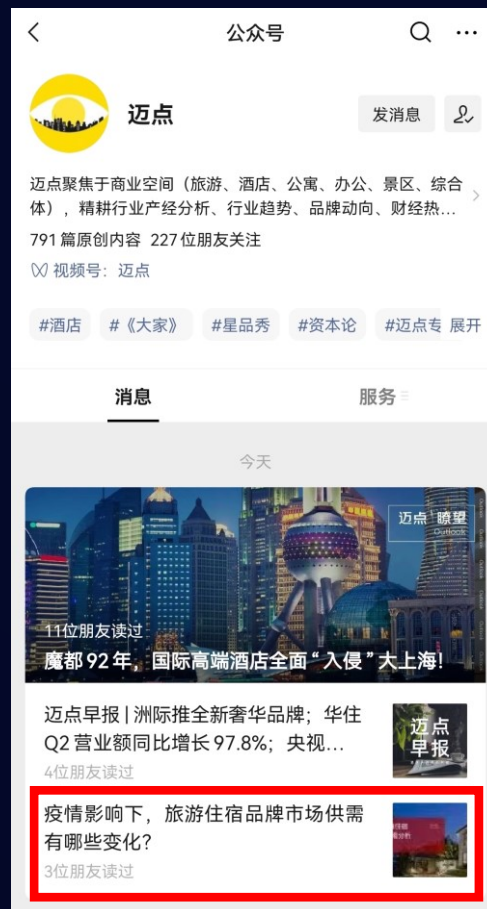 公众号
迈点
发消息
迈点聚焦于商业空间（旅游、酒店、公寓、办公、景区、综合
体），精耕行业产经分析、行业趋势、品牌动向、财经热…
791篇原创内容 227位朋友关注
视频号：迈点
#酒店 #《大家》 #星品秀 #资本论 #迈点专 展开
消息 服务
今天
迈点 瞭望
Outlook
11位朋友读过
魔都92年，国际高端酒店全面“入侵”大上海!
迈点早报 | 洲际推全新奢华品牌；华住
Q2营业额同比增长97.8%；央视…
4位朋友读过
迈点
早报
疫情影响下，旅游住宿品牌市场供需
有哪些变化？
3位朋友读过